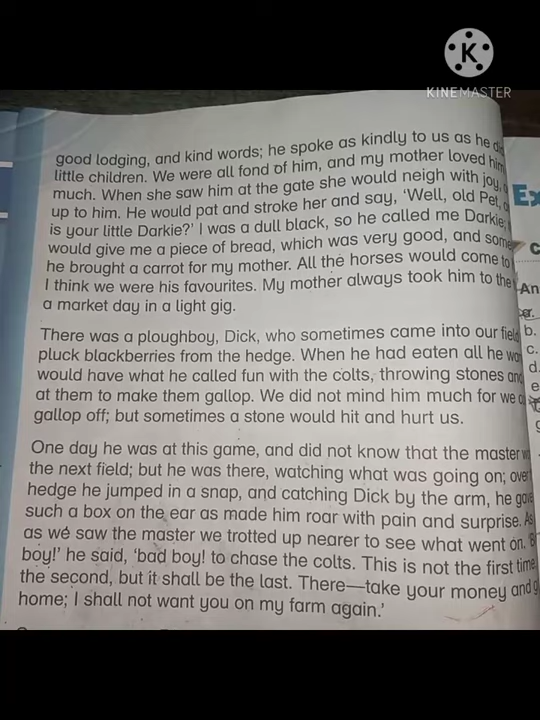 K
KINEMASTER
good lodging, and kind words; he spoke as kindly to us as he
little children. We were all fond of him, and my mother loved him
much. When she saw him at the gate she would neigh with joy,
up to him. He would pat and stroke her and say, 'Well, old Pet,
is your little Darkie?' I was a dull black, so he called me Darkie;
would give me a piece of bread, which was very good, and some
he brought a carrot for my mother. All the horses would come to
I think we were his favourites. My mother always took him to the
a market day in a light gig.
There was a ploughboy, Dick, who sometimes came into our field
pluck blackberries from the hedge. When he had eaten all he
would have what he called fun with the colts, throwing stones and
at them to make them gallop. We did not mind him much for we
gallop off; but sometimes a stone would hit and hurt us.
One day he was at this game, and did not know that the master
the next field; but he was there, watching what was going on; over
hedge he jumped in a snap, and catching Dick by the arm, he gave
such a box on the ear as made him roar with pain and surprise. As
as we saw the master we trotted up nearer to see what went on.
boy!' he said, 'bad boy! to chase the colts. This is not the first time
the second, but it shall be the last. There—take your money and
home; I shall not want you on my farm again.'
Ex
C
An
b.
c.
d.
e